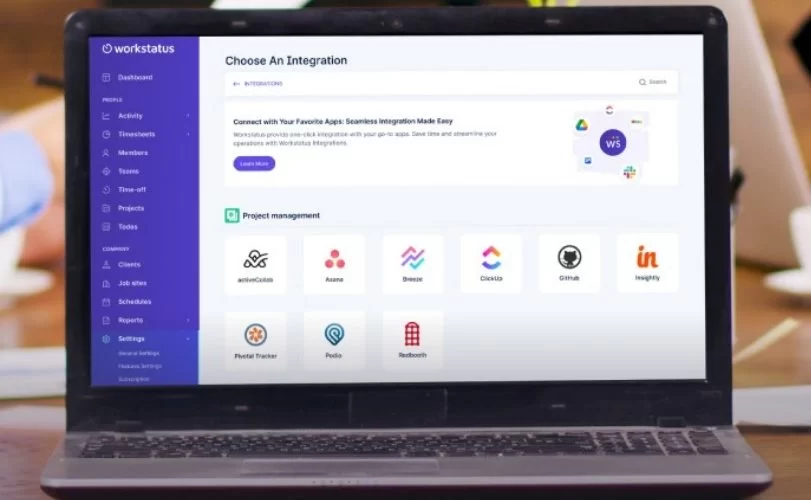 workstatus
Dashboard
PEOPLE
Activity
Timesheets
Members
Teams
Time-off
Projects
Todos
COMPANY
Clients
Job sites
Schedules
Reports
Settings
General Settings
Features Settings
Subscription
Choose An Integration
INTEGRATIONS
Search
Connect with Your Favorite Apps: Seamless Integration Made Easy
Workstatus provide one-click integration with your go-to apps. Save time and streamline your
operations with Workstatus Integrations.
Learn More
WS
Project management
activeCollab
Asana
Breeze
ClickUp
GitHub
in
Insightly
Pivotal Tracker
Podio
Redbooth